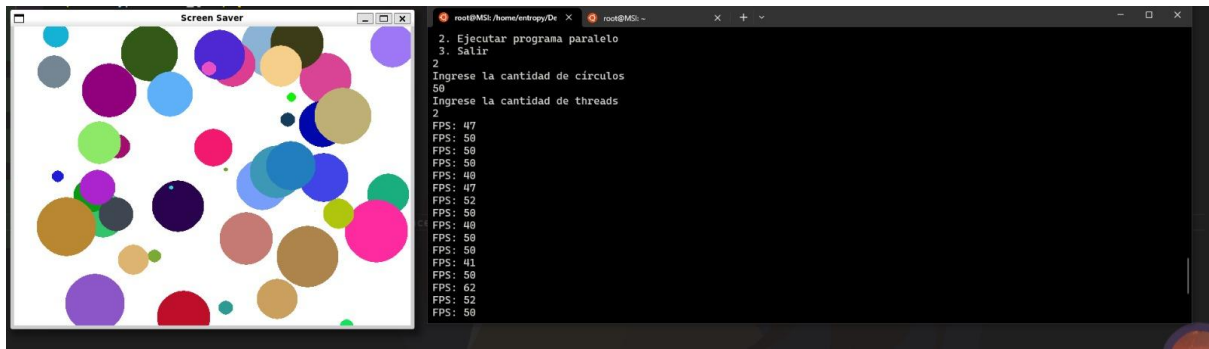 Screen Saver
root@MSI: /home/entropy/De
root@MSI: ~
2. Ejecutar programa paralelo
3. Salir
2
Ingrese la cantidad de círculos
50
Ingrese la cantidad de threads
2
FPS: 47
FPS: 50
FPS: 50
FPS: 50
FPS: 40
FPS: 47
FPS: 52
FPS: 50
FPS: 40
FPS: 50
FPS: 50
FPS: 41
FPS: 50
FPS: 62
FPS: 52
FPS: 50